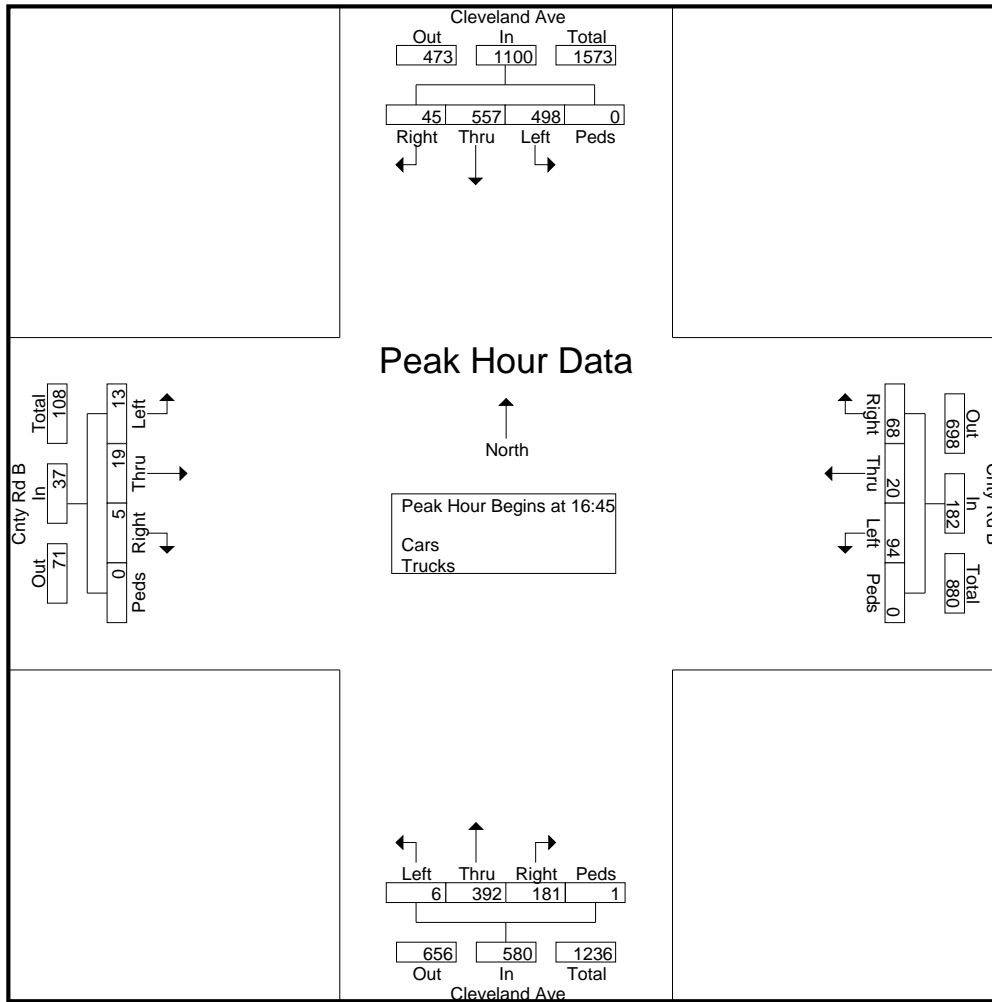 Cleveland Ave
Out In Total
473 1100 1573
45 557 498 0
Right Thru Left Peds
Peak Hour Data
North
Peak Hour Begins at 16:45
Cars
Trucks
Cnty Rd B
Total In Out
108 37 71
13 19 5 0
Left Thru Right Peds
Right Thru Left Peds
68 20 94 0
Out In Total
698 182 880
Cnty Rd B
Left Thru Right Peds
6 392 181 1
656 580 1236
Out In Total
Cleveland Ave